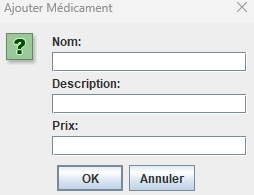 Ajouter Médicament
Nom:
?
Description:
Prix:
OK
Annuler